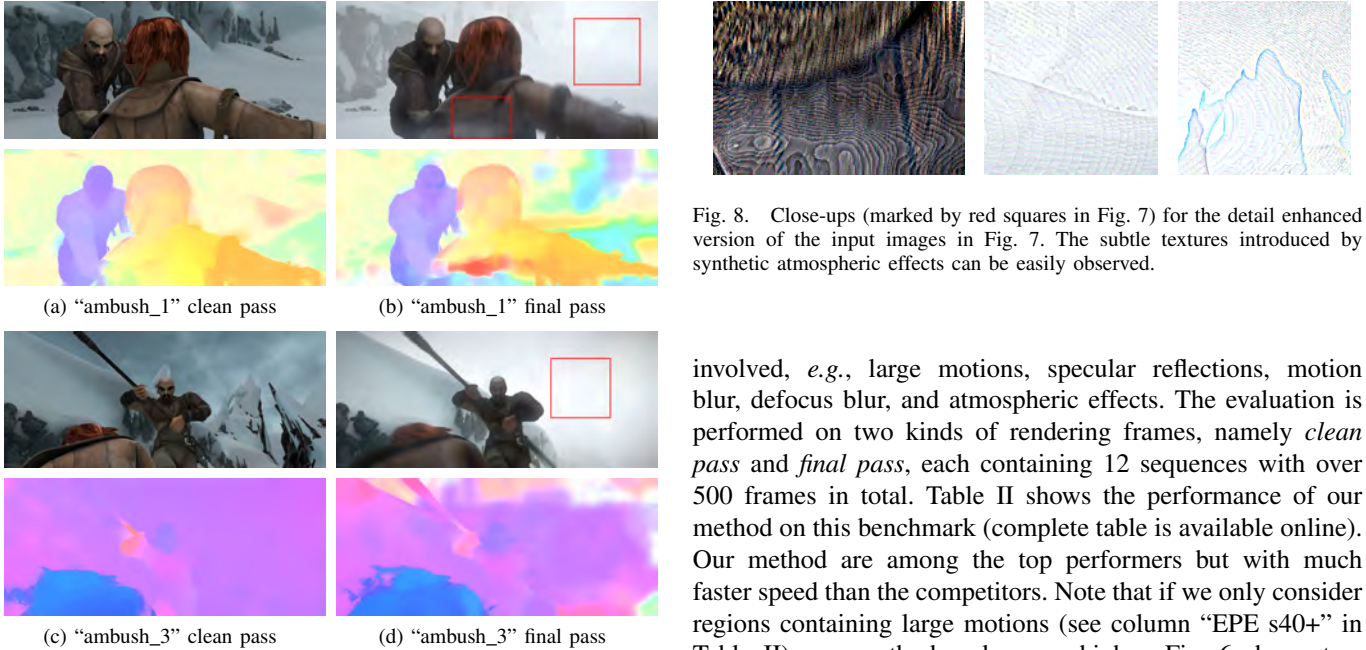 (a) “ambush_1” clean pass
(b) “ambush_1” final pass
(c) “ambush_3” clean pass
(d) “ambush_3” final pass
Fig. 8. Close-ups (marked by red squares in Fig. 7) for the detail enhanced
version of the input images in Fig. 7. The subtle textures introduced by
synthetic atmospheric effects can be easily observed.
involved, e.g., large motions, specular reflections, motion
blur, defocus blur, and atmospheric effects. The evaluation is
performed on two kinds of rendering frames, namely clean
pass and final pass, each containing 12 sequences with over
500 frames in total. Table II shows the performance of our
method on this benchmark (complete table is available online).
Our method are among the top performers but with much
faster speed than the competitors. Note that if we only consider
regions containing large motions (see column “EPE s40+” in